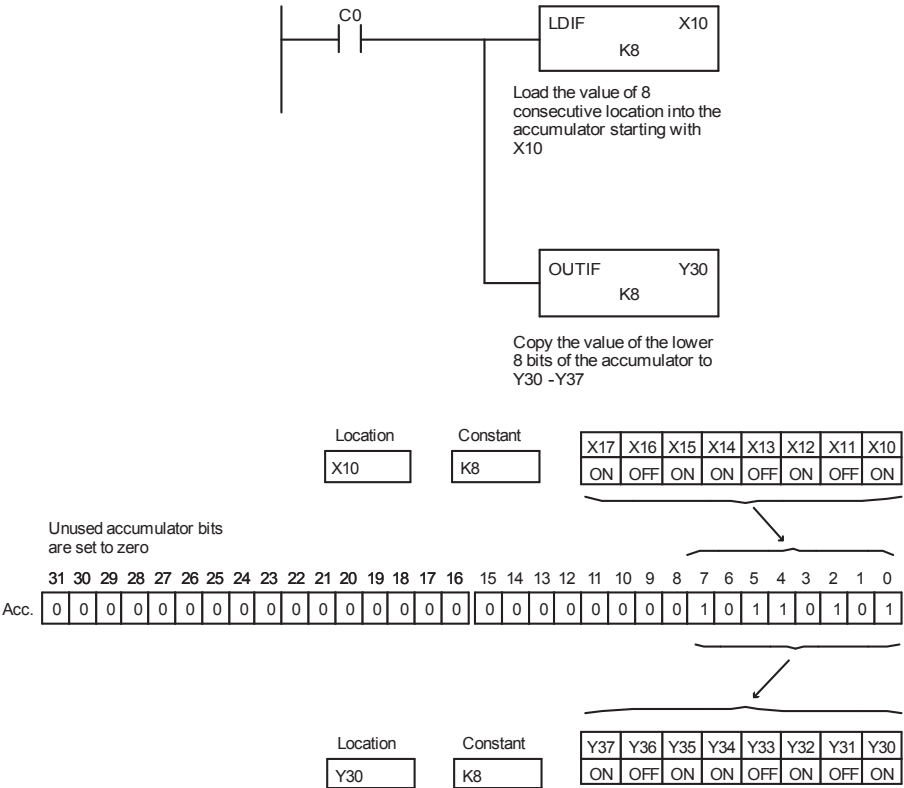 C0
LDIF X10
K8
Load the value of 8
consecutive location into the
accumulator starting with
X10
OUTIF Y30
K8
Copy the value of the lower
8 bits of the accumulator to
Y30 -Y37
Location Constant
X10 K8
X17 X16 X15 X14 X13 X12 X11 X10
ON OFF ON ON OFF ON OFF ON
Unused accumulator bits
are set to zero
31 30 29 28 27 26 25 24 23 22 21 20 19 18 17 16 15 14 13 12 11 10 9 8 7 6 5 4 3 2 1 0
Acc. 0 0 0 0 0 0 0 0 0 0 0 0 0 0 0 0 0 0 0 0 0 0 0 0 1 0 1 1 0 1 0 1
Location Constant
Y30 K8
Y37 Y36 Y35 Y34 Y33 Y32 Y31 Y30
ON OFF ON ON OFF ON OFF ON